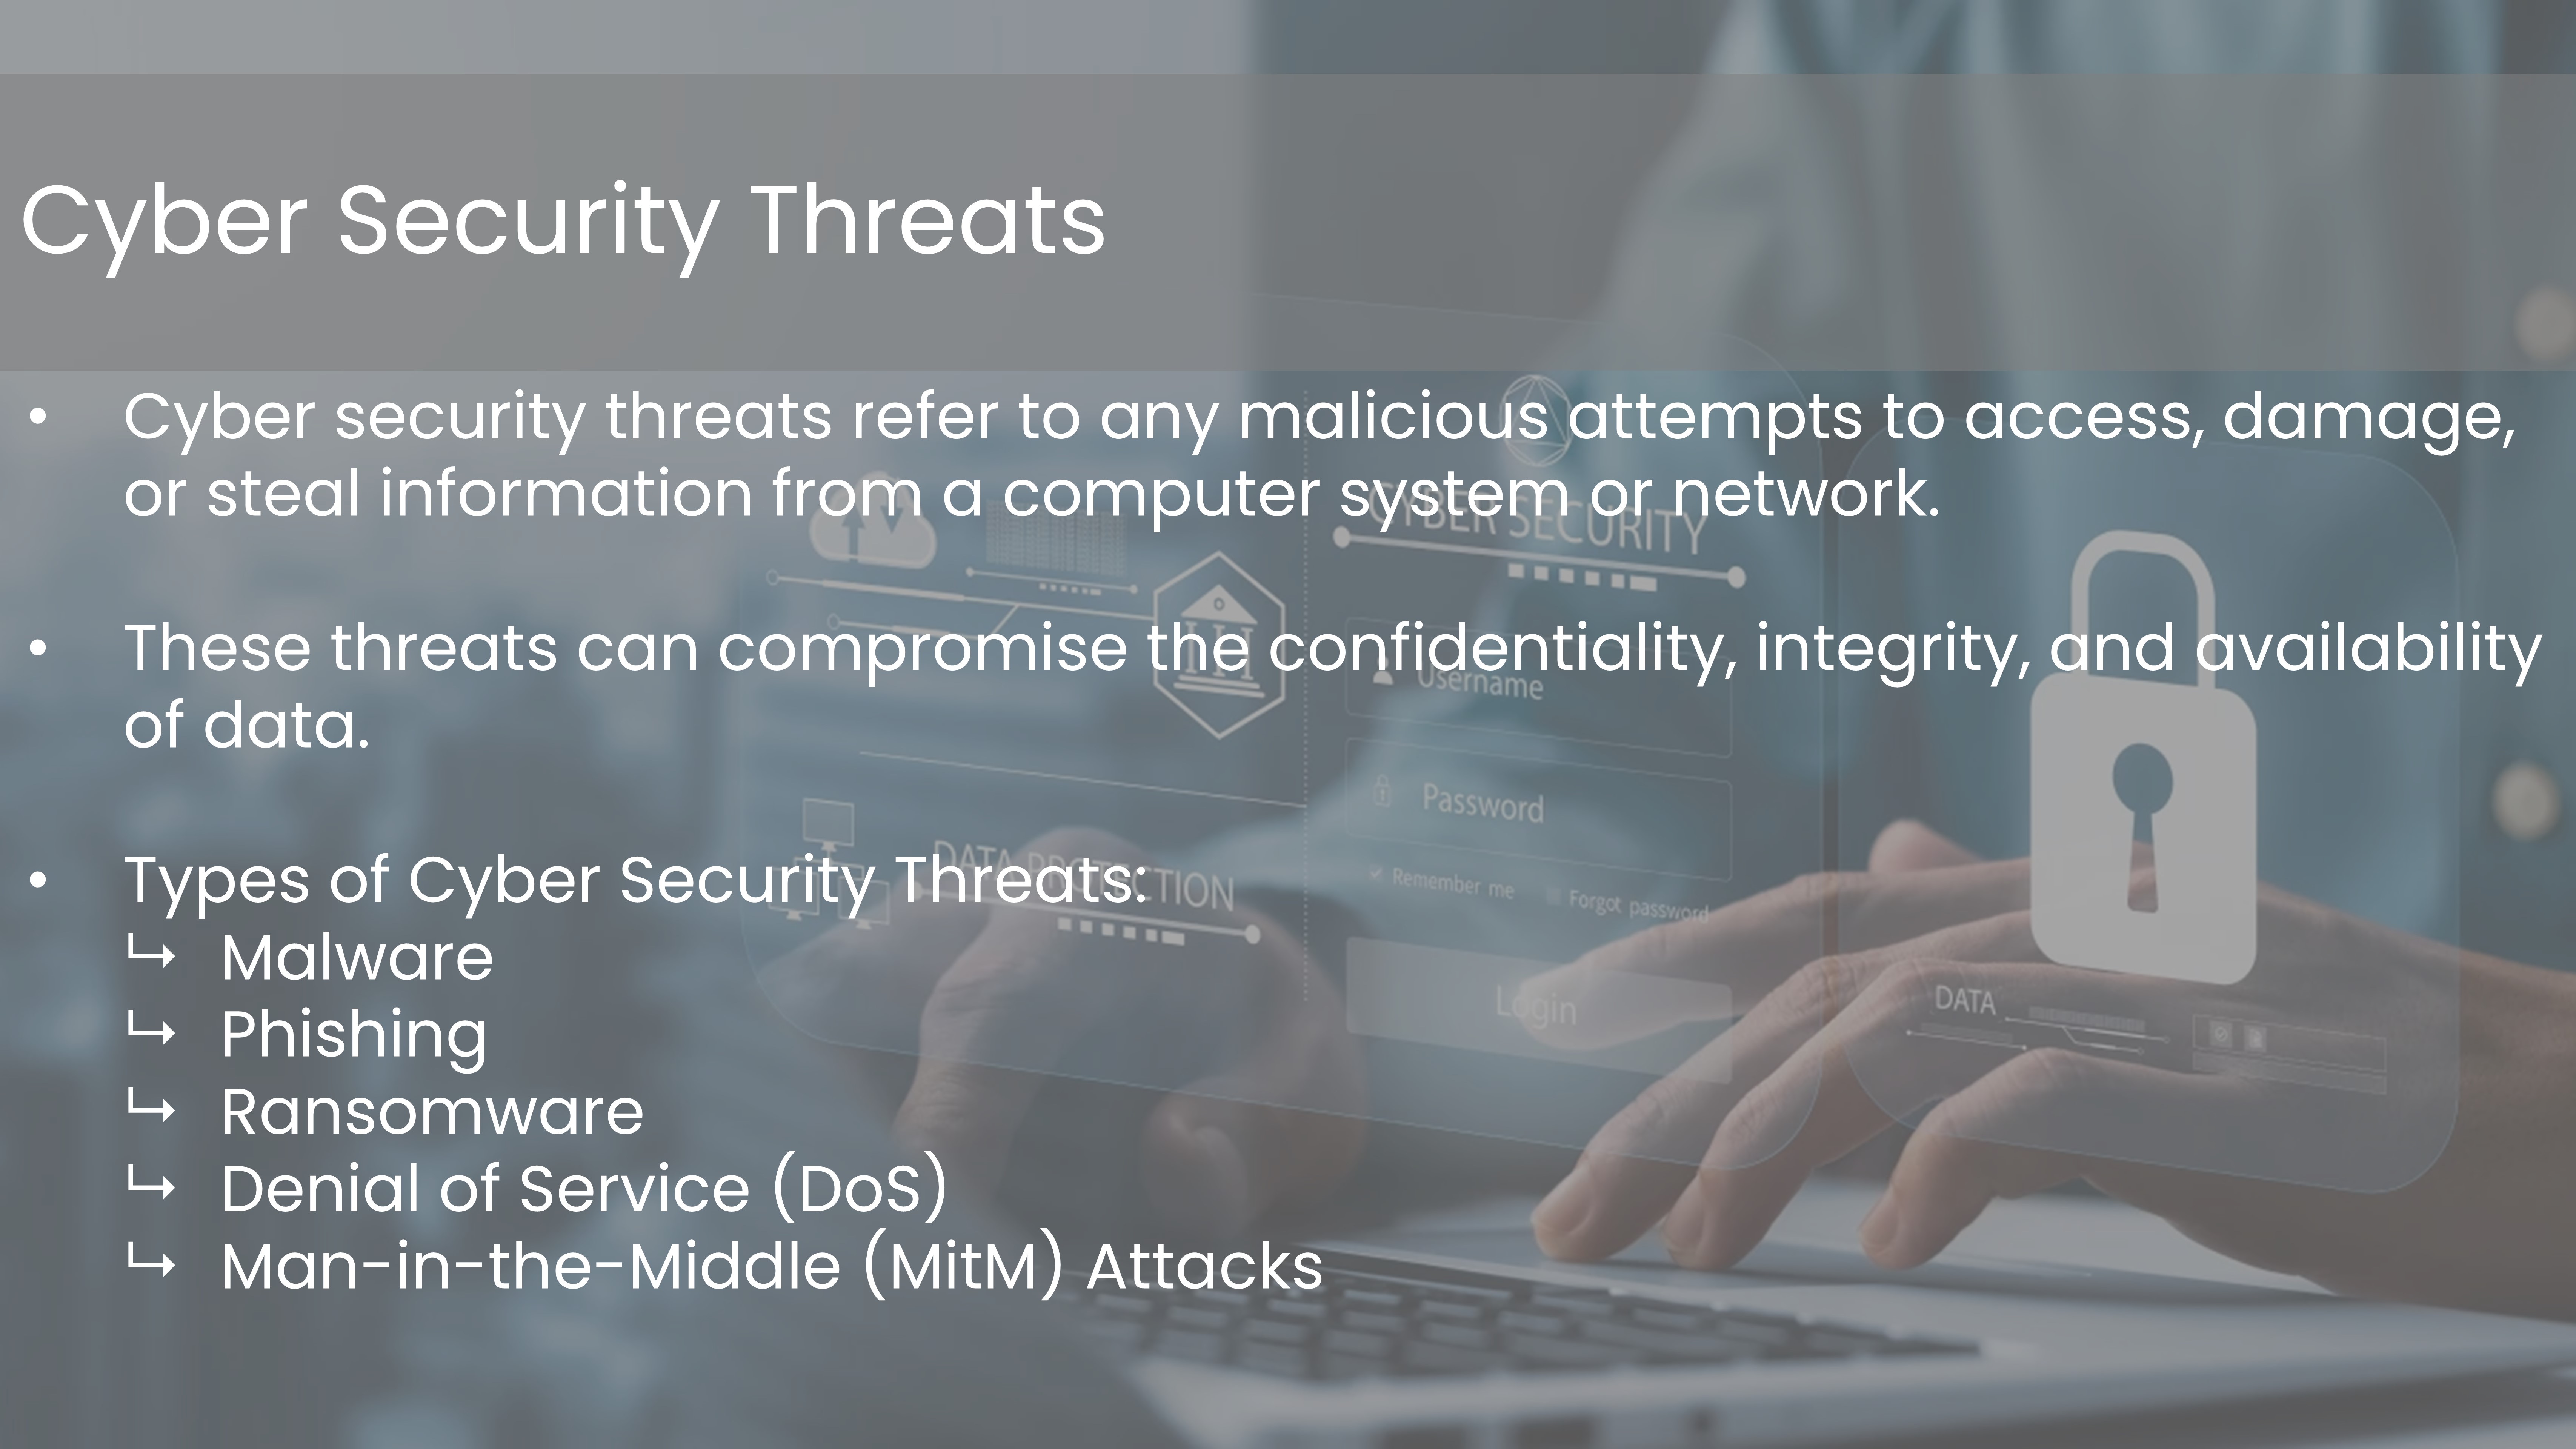 Cyber Security Threats
• Cyber security threats refer to any malicious attempts to access, damage,
or steal information from a computer system or network.
• These threats can compromise the confidentiality, integrity, and availability
of data.
• Types of Cyber Security Threats:
↳ Malware
↳ Phishing
↳ Ransomware
↳ Denial of Service (DoS)
↳ Man-in-the-Middle (MitM) Attacks
CYBER SECURITY
Username
Password
Remember me Forgot password
Login
DATA PROTECTION
DATA